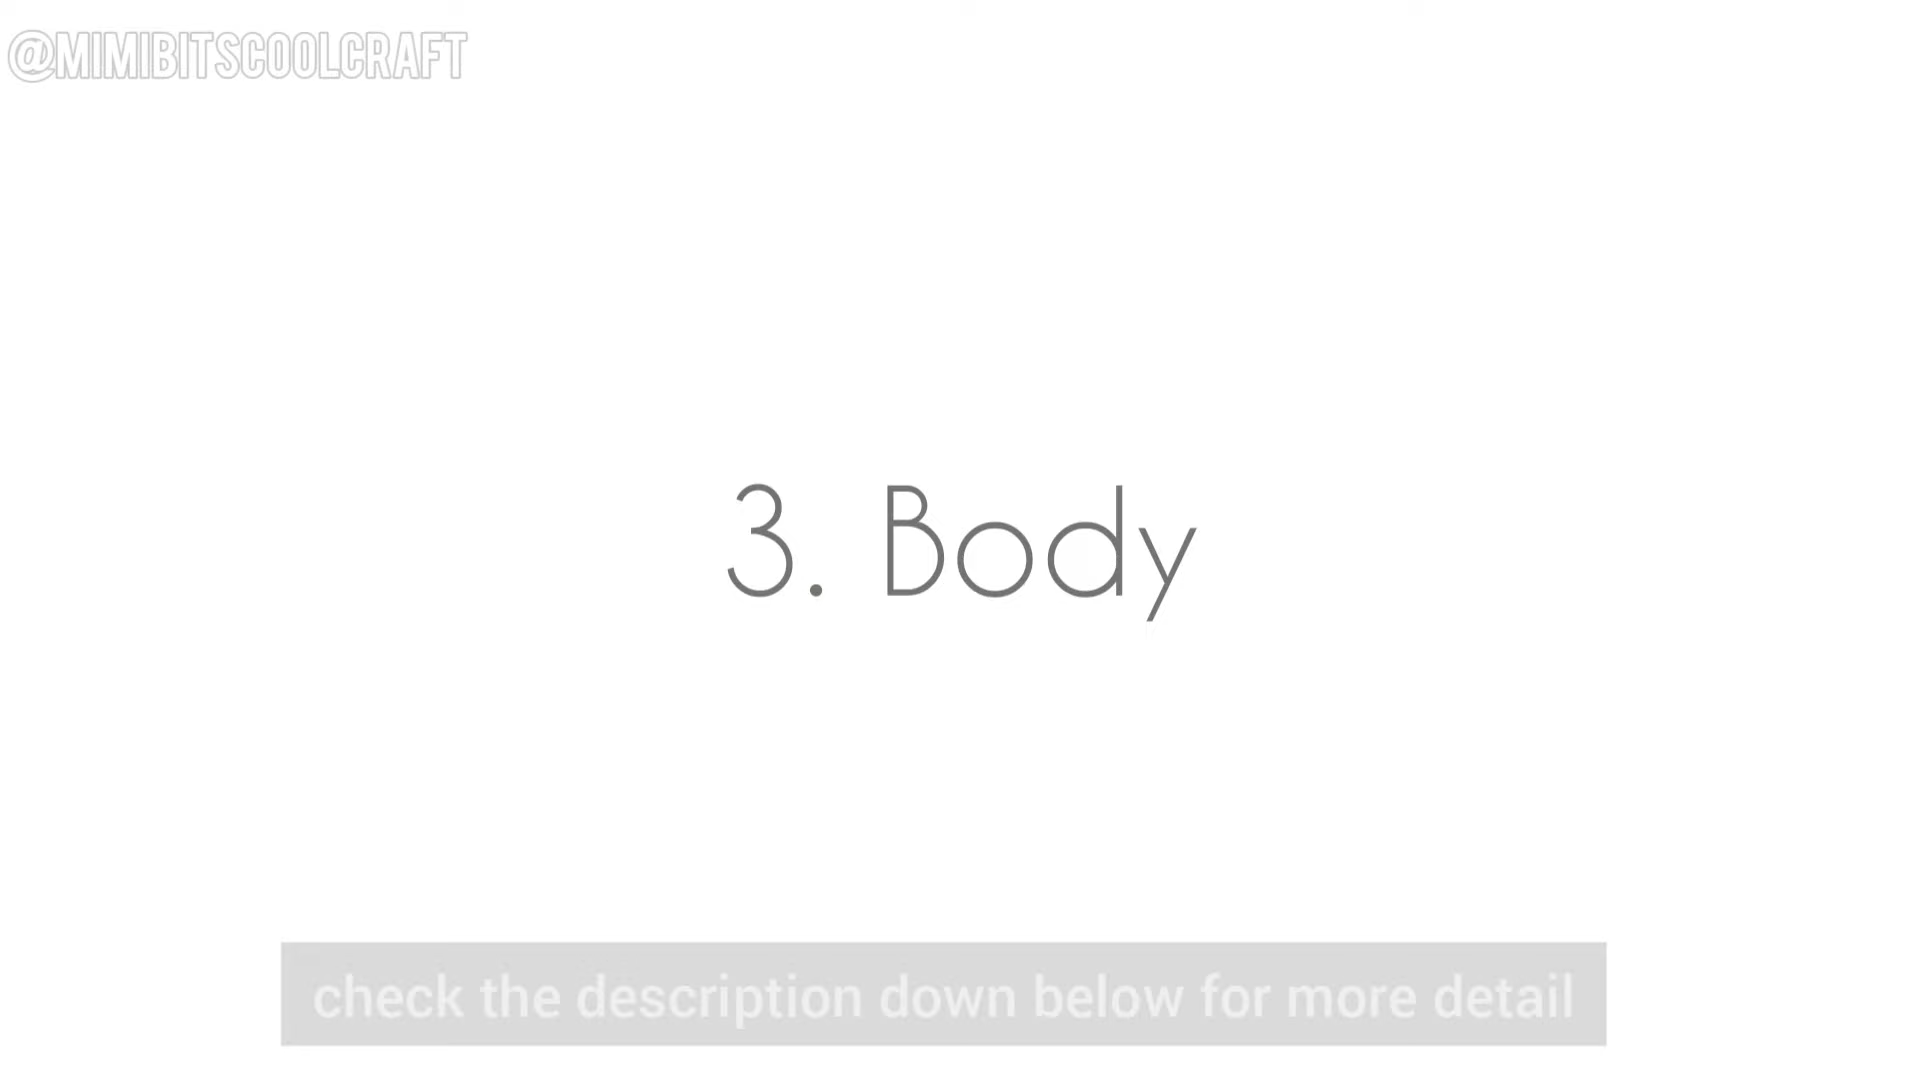 @MIMIBITSCOOLCRAFT
3. Body
check the description down below for more detail